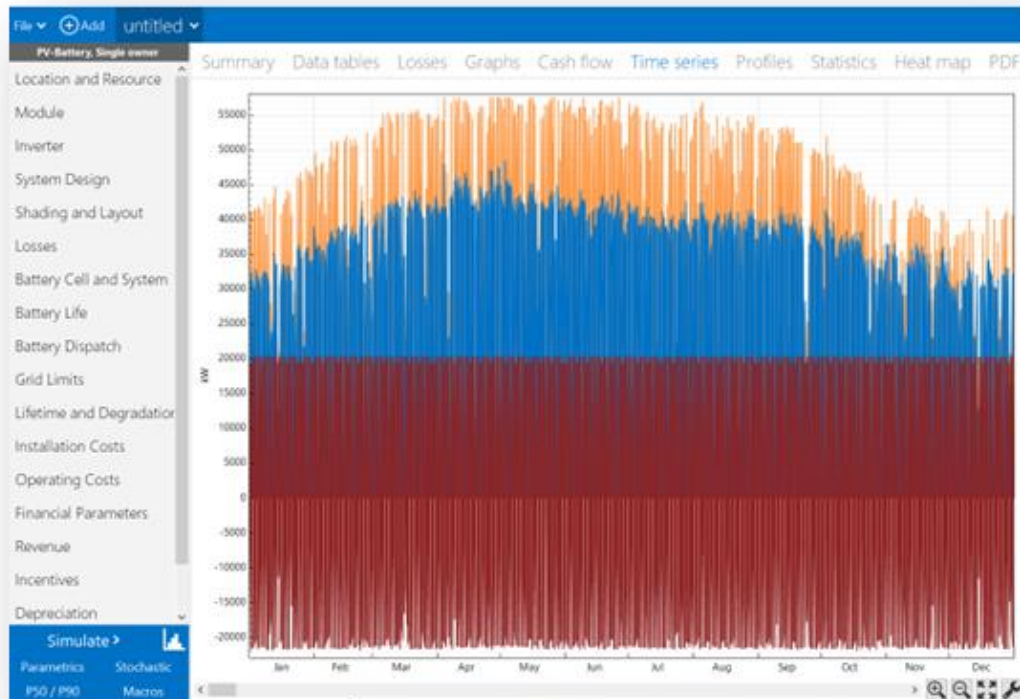 File Add untitled
PV-Battery, Single owner
Summary Data tables Losses Graphs Cash flow Time series Profiles Statistics Heat map PDF
Location and Resource
Module
Inverter
System Design
Shading and Layout
Losses
Battery Cell and System
Battery Life
Battery Dispatch
Grid Limits
Lifetime and Degradation
Installation Costs
Operating Costs
Financial Parameters
Revenue
Incentives
Depreciation
Simulate >
Parametrics Stochastic
P50 / P90 Macros
kW
55000
50000
45000
40000
35000
30000
25000
20000
15000
10000
5000
0
-5000
-10000
-15000
-20000
Jan Feb Mar Apr May Jun Jul Aug Sep Oct Nov Dec